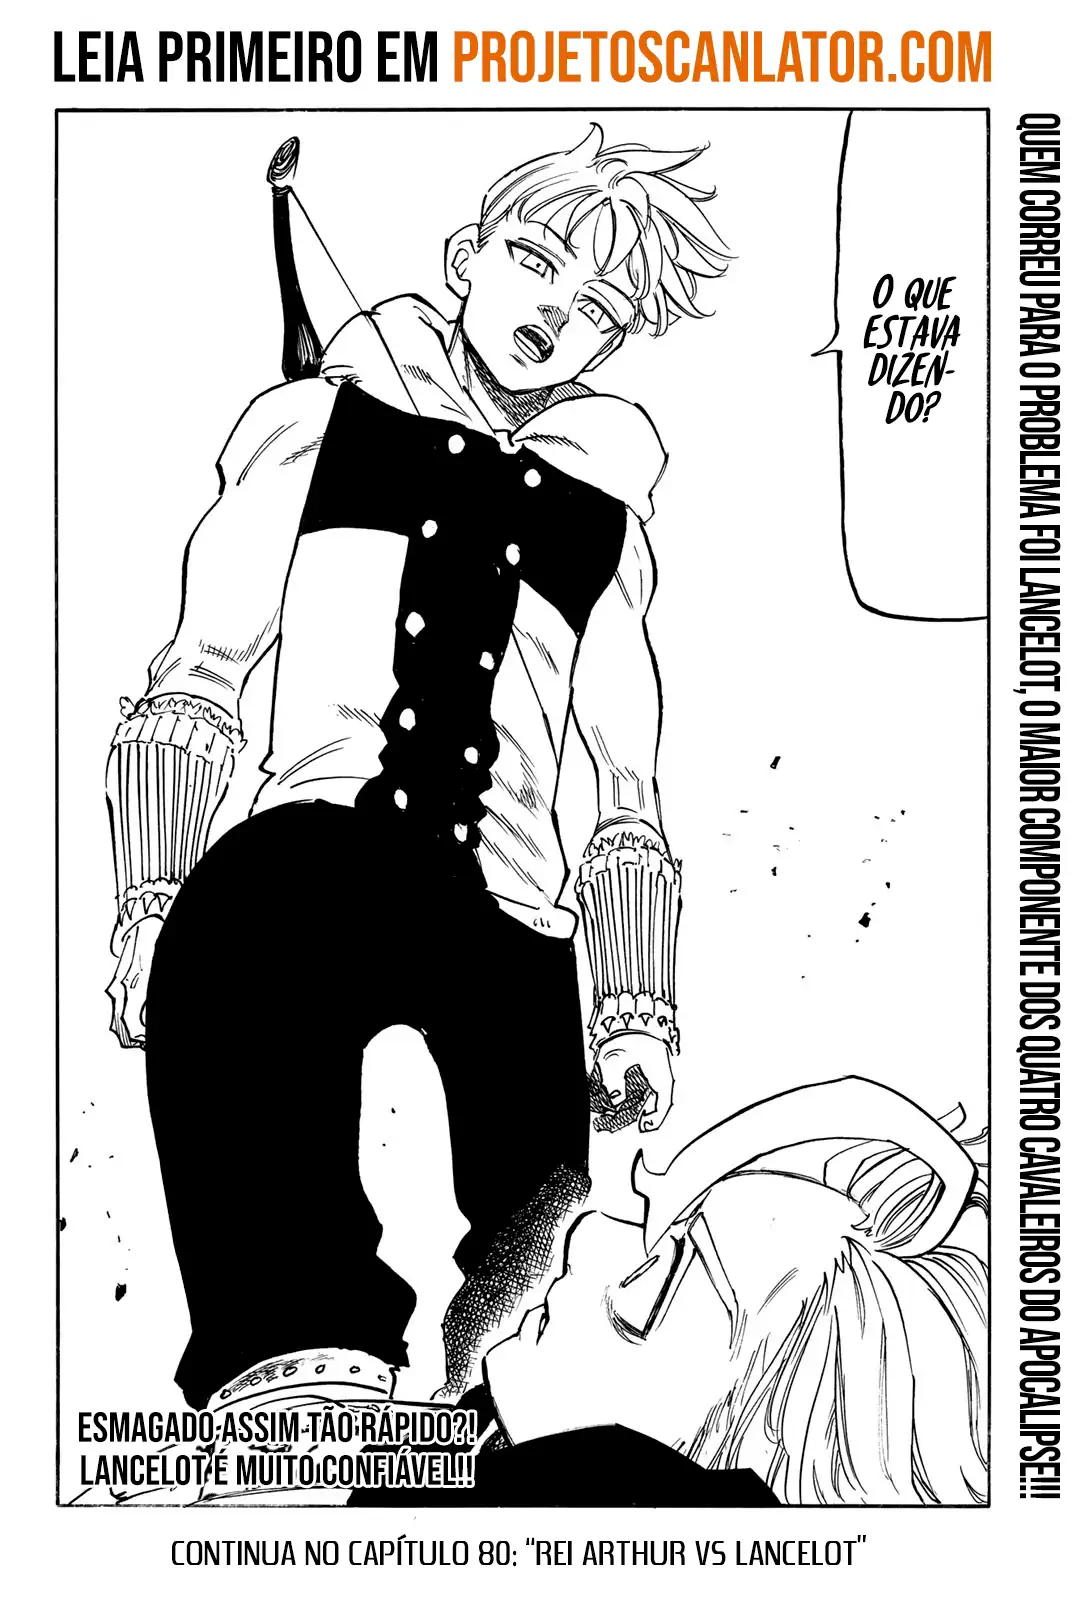 LEIA PRIMEIRO EM PROJETOSCANLATOR.COM
QUEM CORREU PARA O PROBLEMA FOI LANCELOT, O MAIOR COMPONENTE DOS QUATRO CAVALEIROS DO APOCALIPSE!!!
O QUE
ESTAVA
DIZEN-
DO?
ESMAGADO ASSIM TÃO RÁPIDO?!
LANCELOT É MUITO CONFIÁVEL!!
CONTINUA NO CAPÍTULO 80: “REI ARTHUR VS LANCELOT”